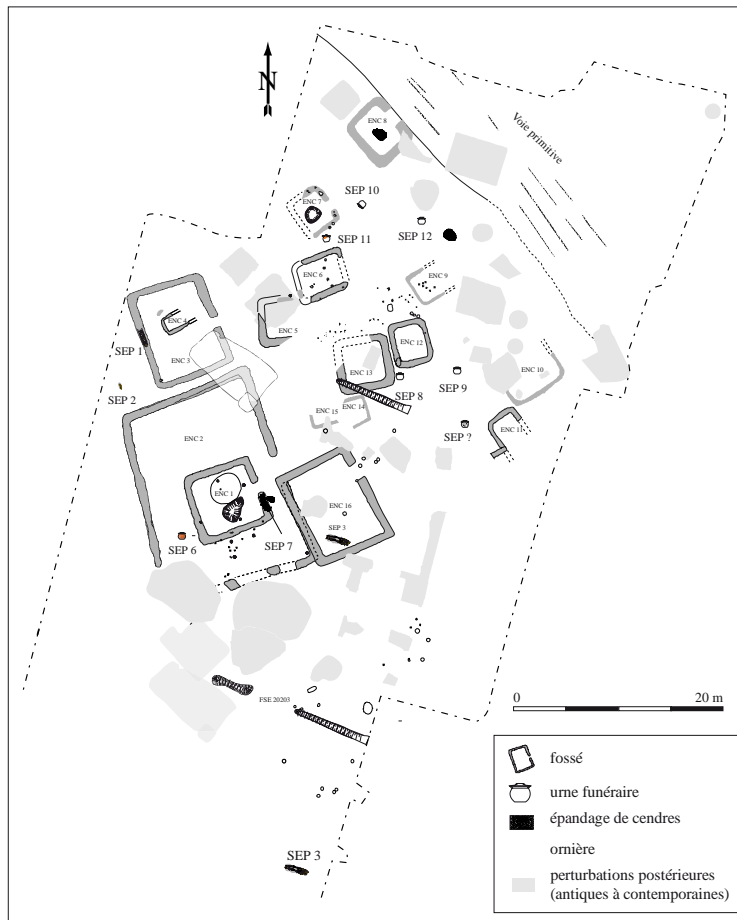 N
ENC 8
Voie primitive
SEP 10
ENC 7
SEP 11
SEP 12
ENC 6
ENC 9
ENC 4
ENC 5
SEP 1
ENC 3
ENC 12
ENC 13
ENC 10
SEP 2
SEP 8
SEP 9
ENC 15
ENC 14
SEP ?
ENC 11
ENC 2
ENC 1
ENC 16
SEP 3
SEP 6
SEP 7
FSE 20203
0
20 m
SEP 3
fossé
urne funéraire
épandage de cendres
ornière
perturbations postérieures
(antiques à contemporaines)